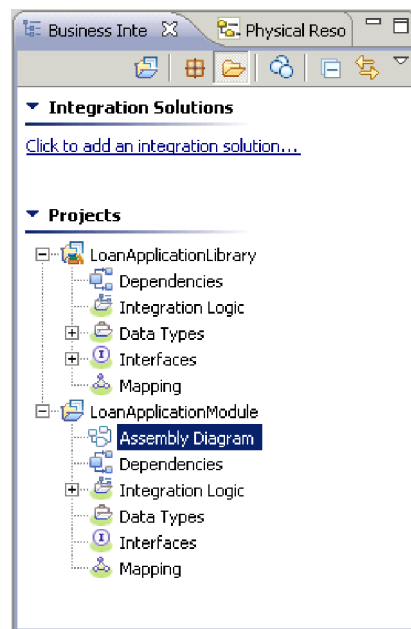 Business Inte Physical Reso
Integration Solutions
Click to add an integration solution...
Projects
LoanApplicationLibrary
Dependencies
Integration Logic
Data Types
Interfaces
Mapping
LoanApplicationModule
Assembly Diagram
Dependencies
Integration Logic
Data Types
Interfaces
Mapping